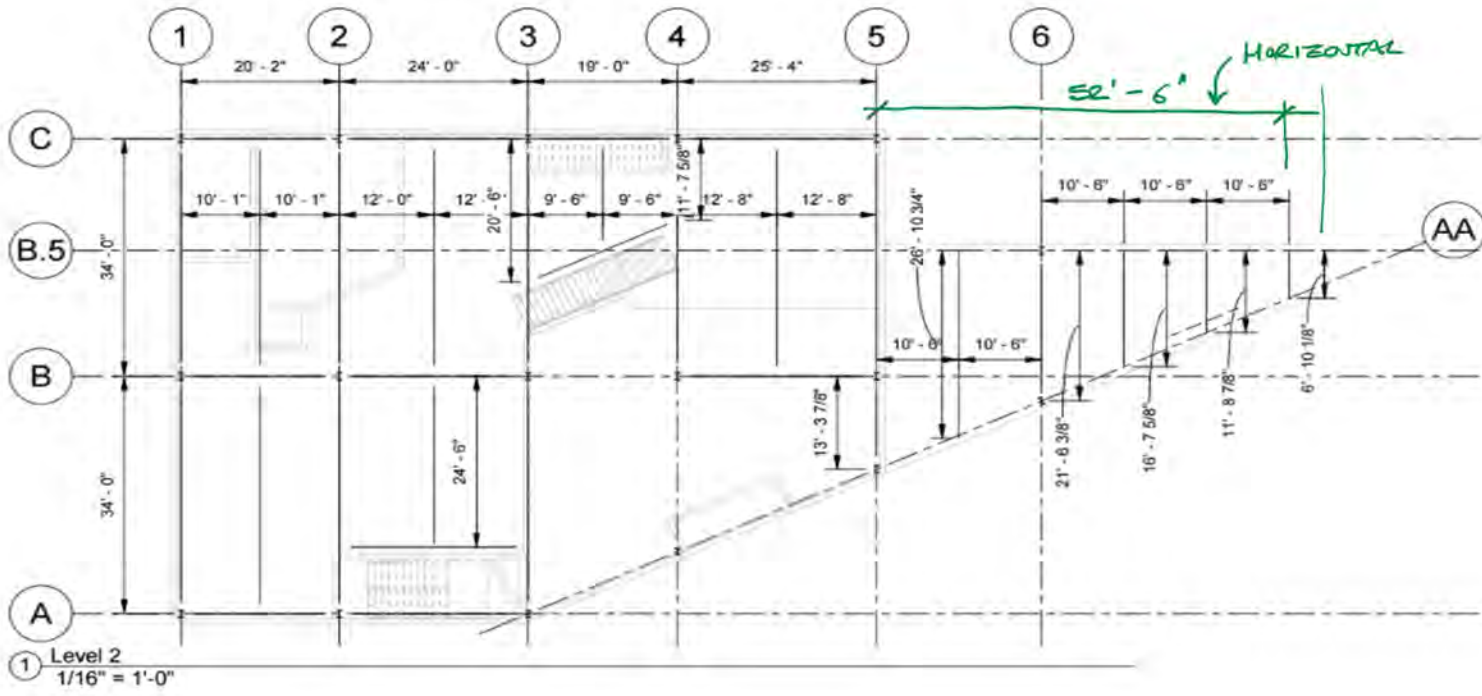 1 2 3 4 5 6
HORIZONTAL
20' - 2" 24' - 0" 19' - 0" 25' - 4"
52' - 6"
C
10' - 1" 10' - 1" 12' - 0" 12' - 0" 9' - 6" 9' - 6" 12' - 8" 12' - 8"
10' - 6" 10' - 6" 10' - 6"
11' - 7 5/8"
20' - 6"
34' - 0"
26' - 10 3/4"
B.5
AA
10' - 6" 10' - 6"
B
13' - 3 7/8"
21' - 6 3/8"
16' - 7 5/8"
11' - 8 7/8"
6' - 10 1/8"
24' - 6"
34' - 0"
A
1 Level 2
1/16" = 1'-0"